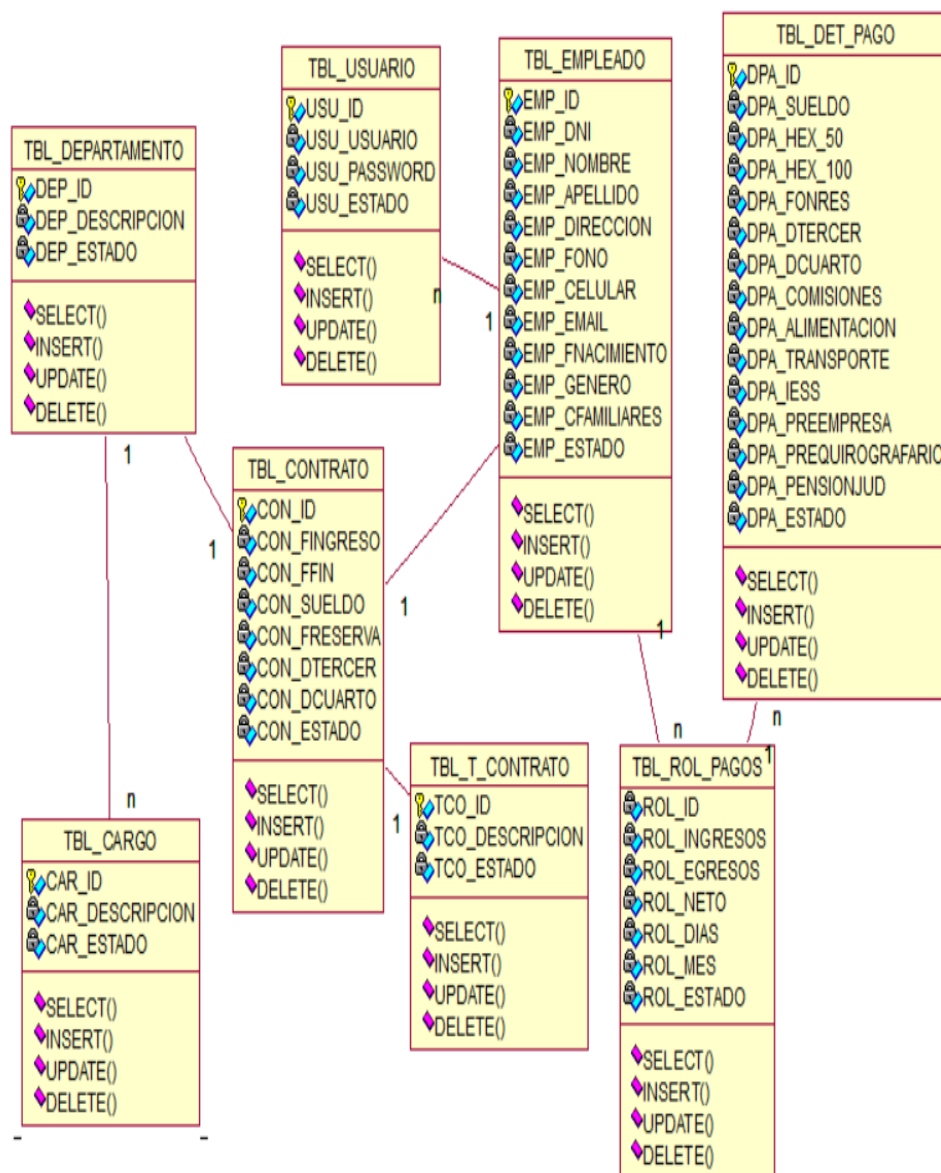 TBL_DEPARTAMENTO
DEP_ID
DEP_DESCRIPCION
DEP_ESTADO
SELECT()
INSERT()
UPDATE()
DELETE()
1
TBL_USUARIO
USU_ID
USU_USUARIO
USU_PASSWORD
USU_ESTADO
SELECT()
INSERT()
UPDATE()
DELETE()
n
TBL_EMPLEADO
EMP_ID
EMP_DNI
EMP_NOMBRE
EMP_APELLIDO
EMP_DIRECCION
EMP_FONO
EMP_CELULAR
EMP_EMAIL
EMP_FNACIMIENTO
EMP_GENERO
EMP_CFAMILIARES
EMP_ESTADO
SELECT()
INSERT()
UPDATE()
DELETE()
1
1
TBL_DET_PAGO
DPA_ID
DPA_SUELDO
DPA_HEX_50
DPA_HEX_100
DPA_FONRES
DPA_DTERCER
DPA_DCUARTO
DPA_COMISIONES
DPA_ALIMENTACION
DPA_TRANSPORTE
DPA_IESS
DPA_PREEMPRESA
DPA_PREQUIROGRAFARIO
DPA_PENSIONJUD
DPA_ESTADO
SELECT()
INSERT()
UPDATE()
DELETE()
n
TBL_CONTRATO
CON_ID
CON_FINGRESO
CON_FFIN
CON_SUELDO
CON_FRESERVA
CON_DTERCER
CON_DCUARTO
CON_ESTADO
SELECT()
INSERT()
UPDATE()
DELETE()
1
1
1
TBL_T_CONTRATO
TCO_ID
TCO_DESCRIPCION
TCO_ESTADO
SELECT()
INSERT()
UPDATE()
DELETE()
n
TBL_CARGO
CAR_ID
CAR_DESCRIPCION
CAR_ESTADO
SELECT()
INSERT()
UPDATE()
DELETE()
n
1
TBL_ROL_PAGOS
ROL_ID
ROL_INGRESOS
ROL_EGRESOS
ROL_NETO
ROL_DIAS
ROL_MES
ROL_ESTADO
SELECT()
INSERT()
UPDATE()
DELETE()